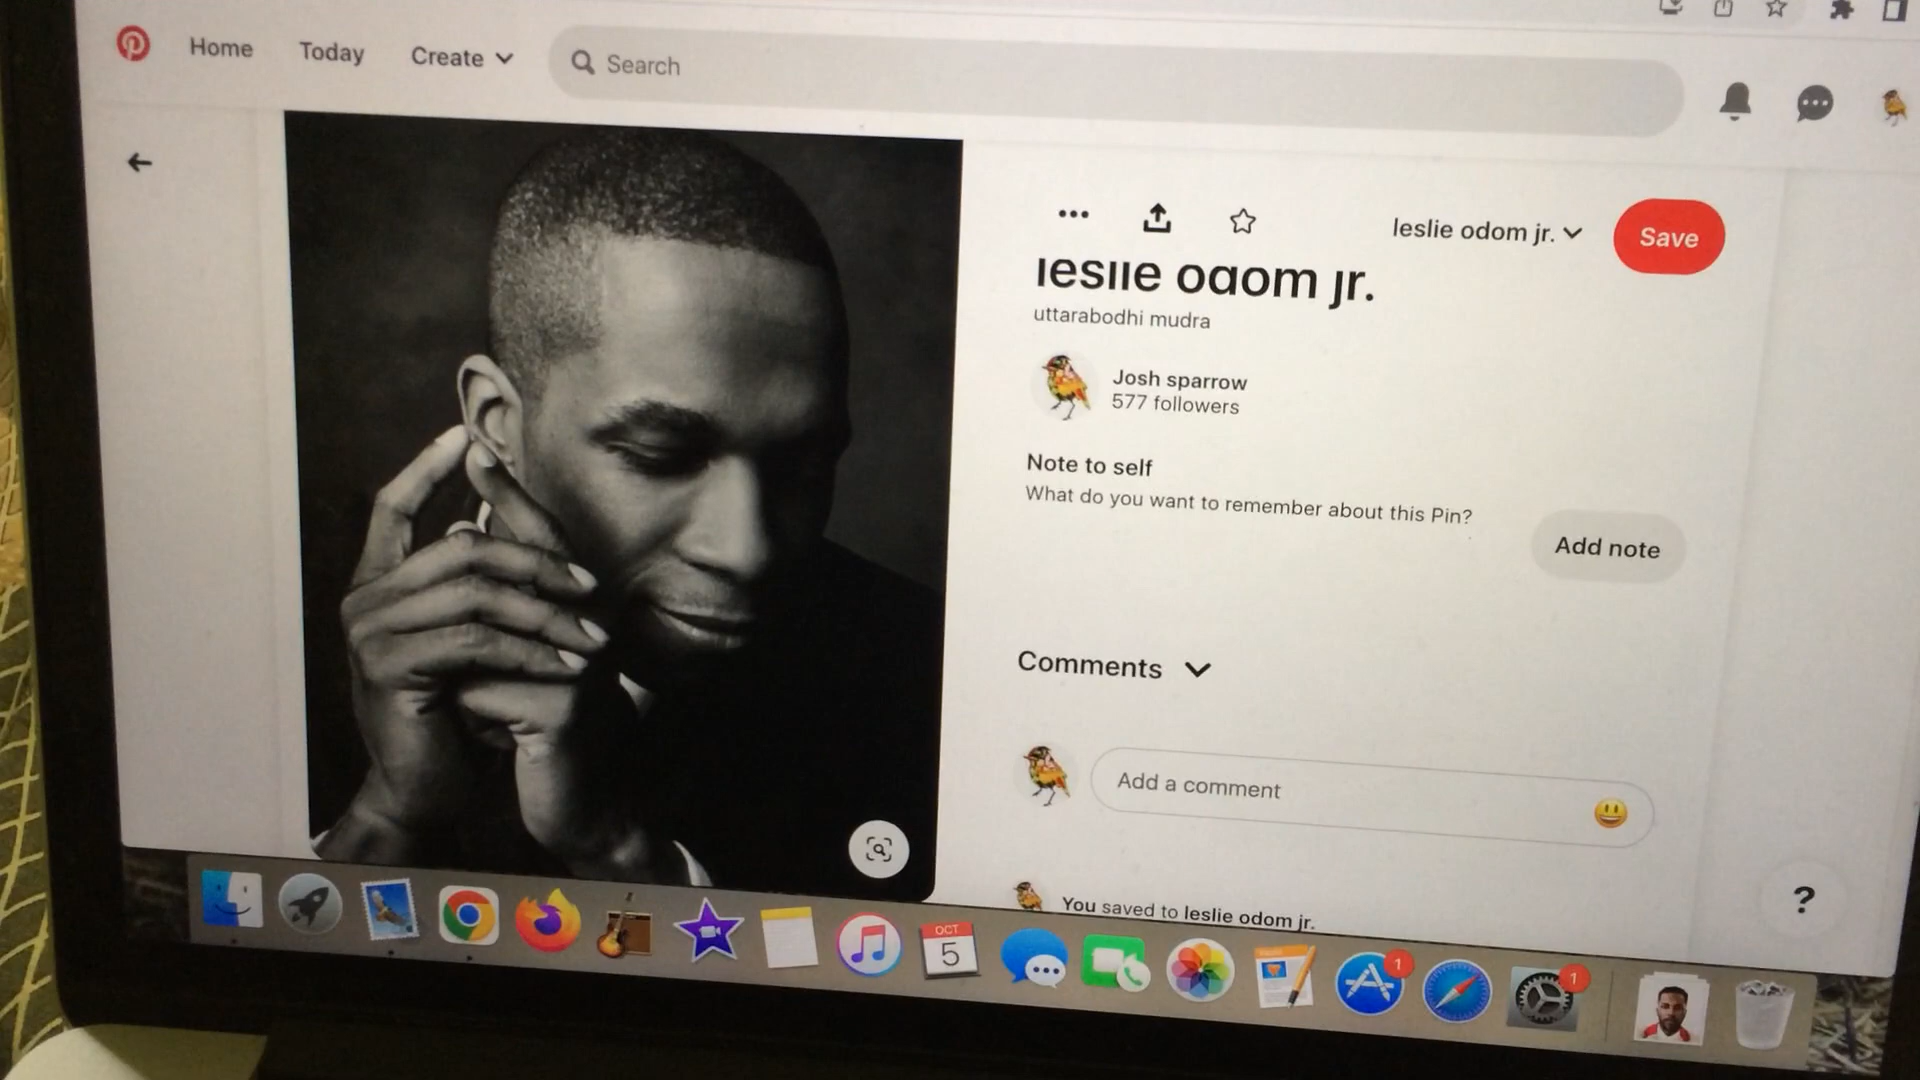 Home Today Create
Search
leslie odom jr.
Save
leslie odom jr.
uttarabodhi mudra
Josh sparrow
577 followers
Note to self
What do you want to remember about this Pin?
Add note
Comments
Add a comment
You saved to leslie odom jr.
?
OCT
5
1
1